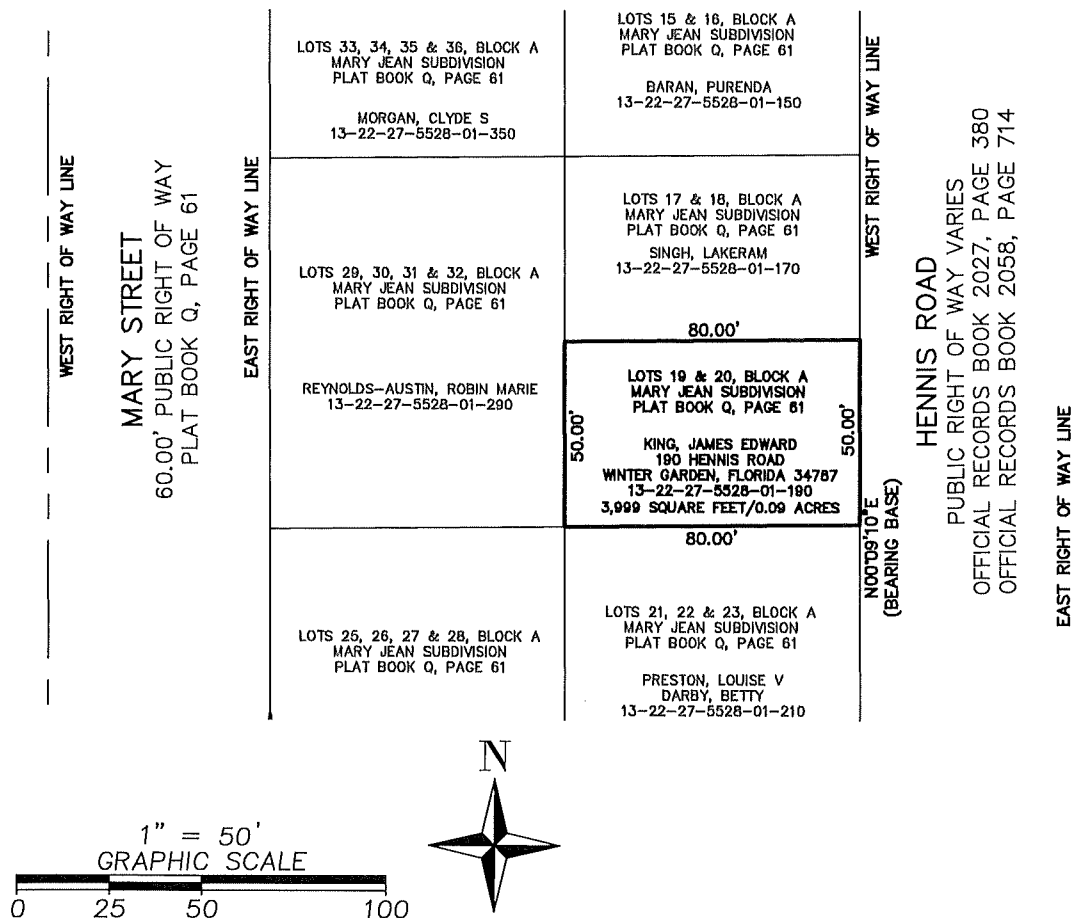 WEST RIGHT OF WAY LINE
MARY STREET
60.00' PUBLIC RIGHT OF WAY
PLAT BOOK Q, PAGE 61
EAST RIGHT OF WAY LINE
LOTS 33, 34, 35 & 36, BLOCK A
MARY JEAN SUBDIVISION
PLAT BOOK Q, PAGE 61
MORGAN, CLYDE S
13-22-27-5528-01-350
LOTS 15 & 16, BLOCK A
MARY JEAN SUBDIVISION
PLAT BOOK Q, PAGE 61
BARAN, PURENDA
13-22-27-5528-01-150
LOTS 29, 30, 31 & 32, BLOCK A
MARY JEAN SUBDIVISION
PLAT BOOK Q, PAGE 61
REYNOLDS-AUSTIN, ROBIN MARIE
13-22-27-5528-01-290
LOTS 17 & 18, BLOCK A
MARY JEAN SUBDIVISION
PLAT BOOK Q, PAGE 61
SINGH, LAKERAM
13-22-27-5528-01-170
80.00'
50.00'
LOTS 19 & 20, BLOCK A
MARY JEAN SUBDIVISION
PLAT BOOK Q, PAGE 61
KING, JAMES EDWARD
190 HENNIS ROAD
WINTER GARDEN, FLORIDA 34787
13-22-27-5528-01-190
3,999 SQUARE FEET/0.09 ACRES
50.00'
80.00'
LOTS 25, 26, 27 & 28, BLOCK A
MARY JEAN SUBDIVISION
PLAT BOOK Q, PAGE 61
LOTS 21, 22 & 23, BLOCK A
MARY JEAN SUBDIVISION
PLAT BOOK Q, PAGE 61
PRESTON, LOUISE V
DARBY, BETTY
13-22-27-5528-01-210
WEST RIGHT OF WAY LINE
N00°09'10"E
(BEARING BASE)
HENNIS ROAD
PUBLIC RIGHT OF WAY VARIES
OFFICIAL RECORDS BOOK 2027, PAGE 380
OFFICIAL RECORDS BOOK 2058, PAGE 714
EAST RIGHT OF WAY LINE
N
1" = 50'
GRAPHIC SCALE
0 25 50 100